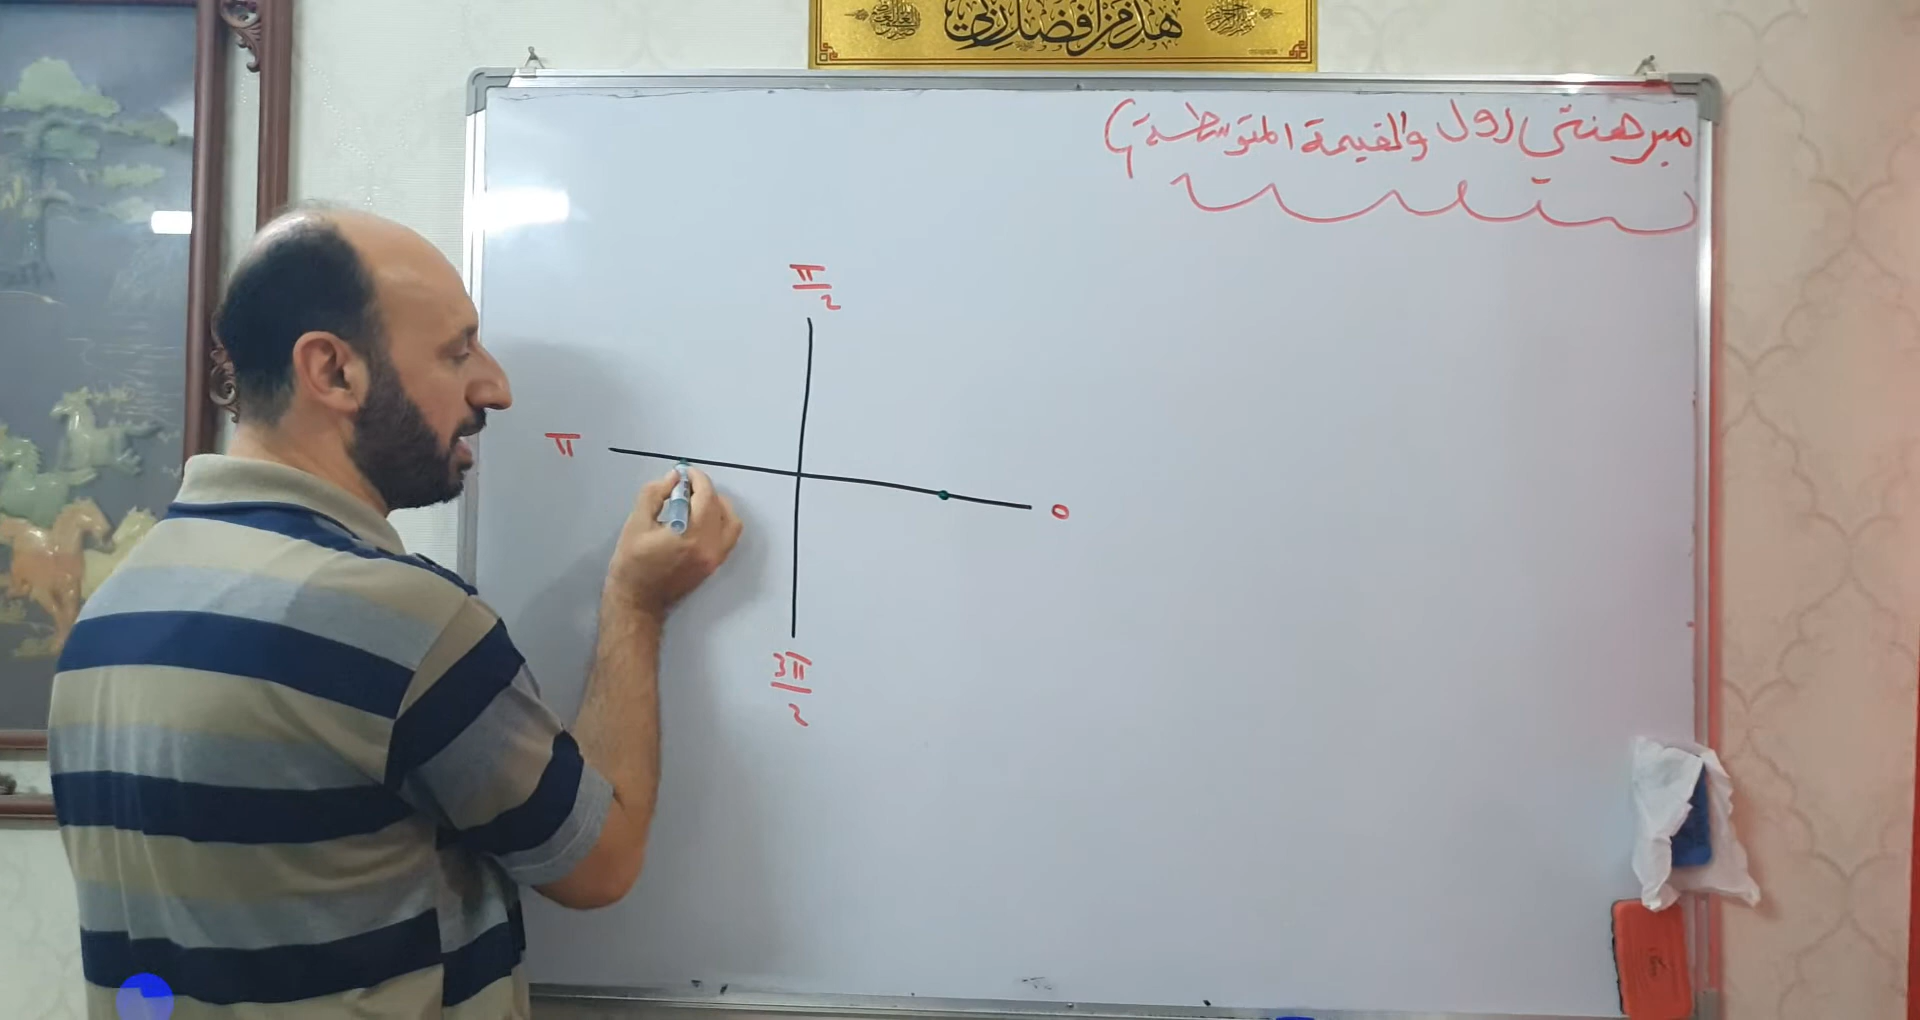 هذا من فضل ربي
مبرهنتي رول والقيمة المتوسطة)
π/2
π
0
3π/2